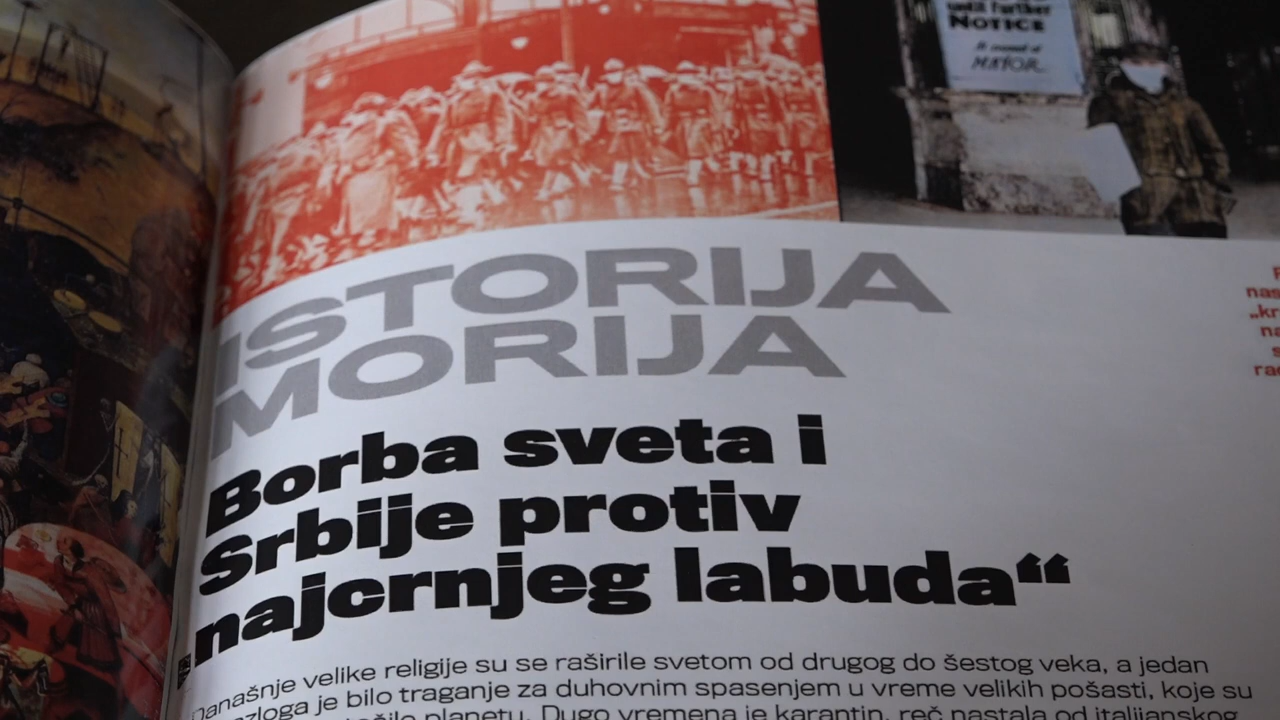 until Further
NOTICE
MAYOR.
ISTORIJA
MORIJA
Borba sveta i
Srbije protiv
najcrnjeg labuda“
Današnje velike religije su se raširile svetom od drugog do šestog veka, a jedan
je bilo traganje za duhovnim spasenjem u vreme velikih pošasti, koje su
planetu. Dugo vremena je karantin, reč nastala od italijanskog